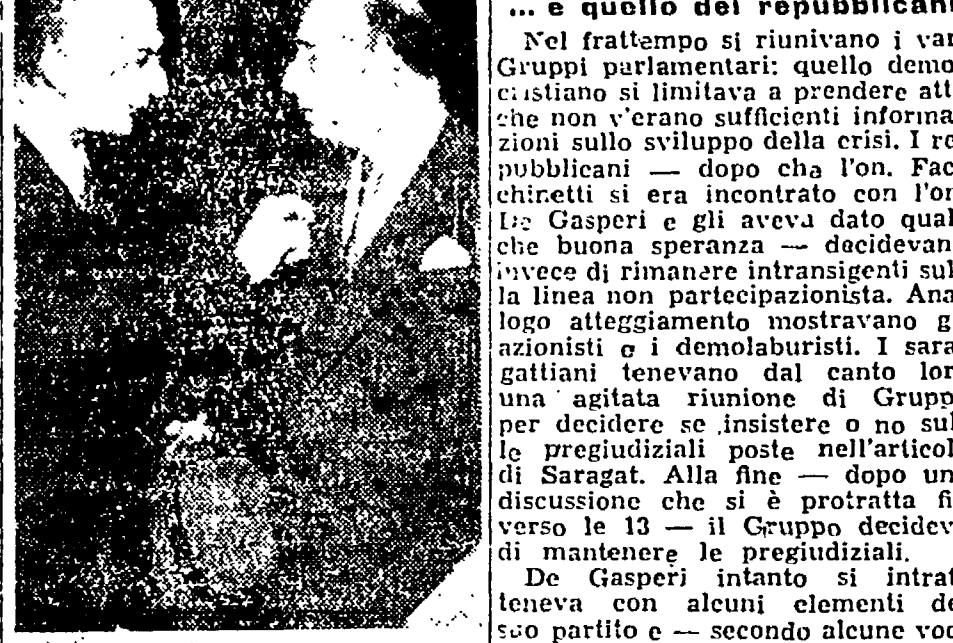 ... e quello dei repubblicani
Nel frattempo si riunivano i var
Gruppi parlamentari: quello demo
cristiano si limitava a prendere att
che non v'erano sufficienti informa
zioni sullo sviluppo della crisi. I re
pubblicani — dopo cha l'on. Fac
chinetti si era incontrato con l'on
De Gasperi e gli aveva dato qual
che buona speranza — decidevan
invece di rimanere intransigenti sul
la linea non partecipazionista. Ana
logo atteggiamento mostravano g
azionisti e i demolaburisti. I sara
gattiani tenevano dal canto lor
una agitata riunione di Grupp
per decidere se insistere o no sul
le pregiudiziali poste nell'articol
di Saragat. Alla fine — dopo un
discussione che si è protratta fi
verso le 13 — il Gruppo decidev
di mantenere le pregiudiziali.
De Gasperi intanto si intrat
teneva con alcuni elementi de
suo partito e — secondo alcune voc